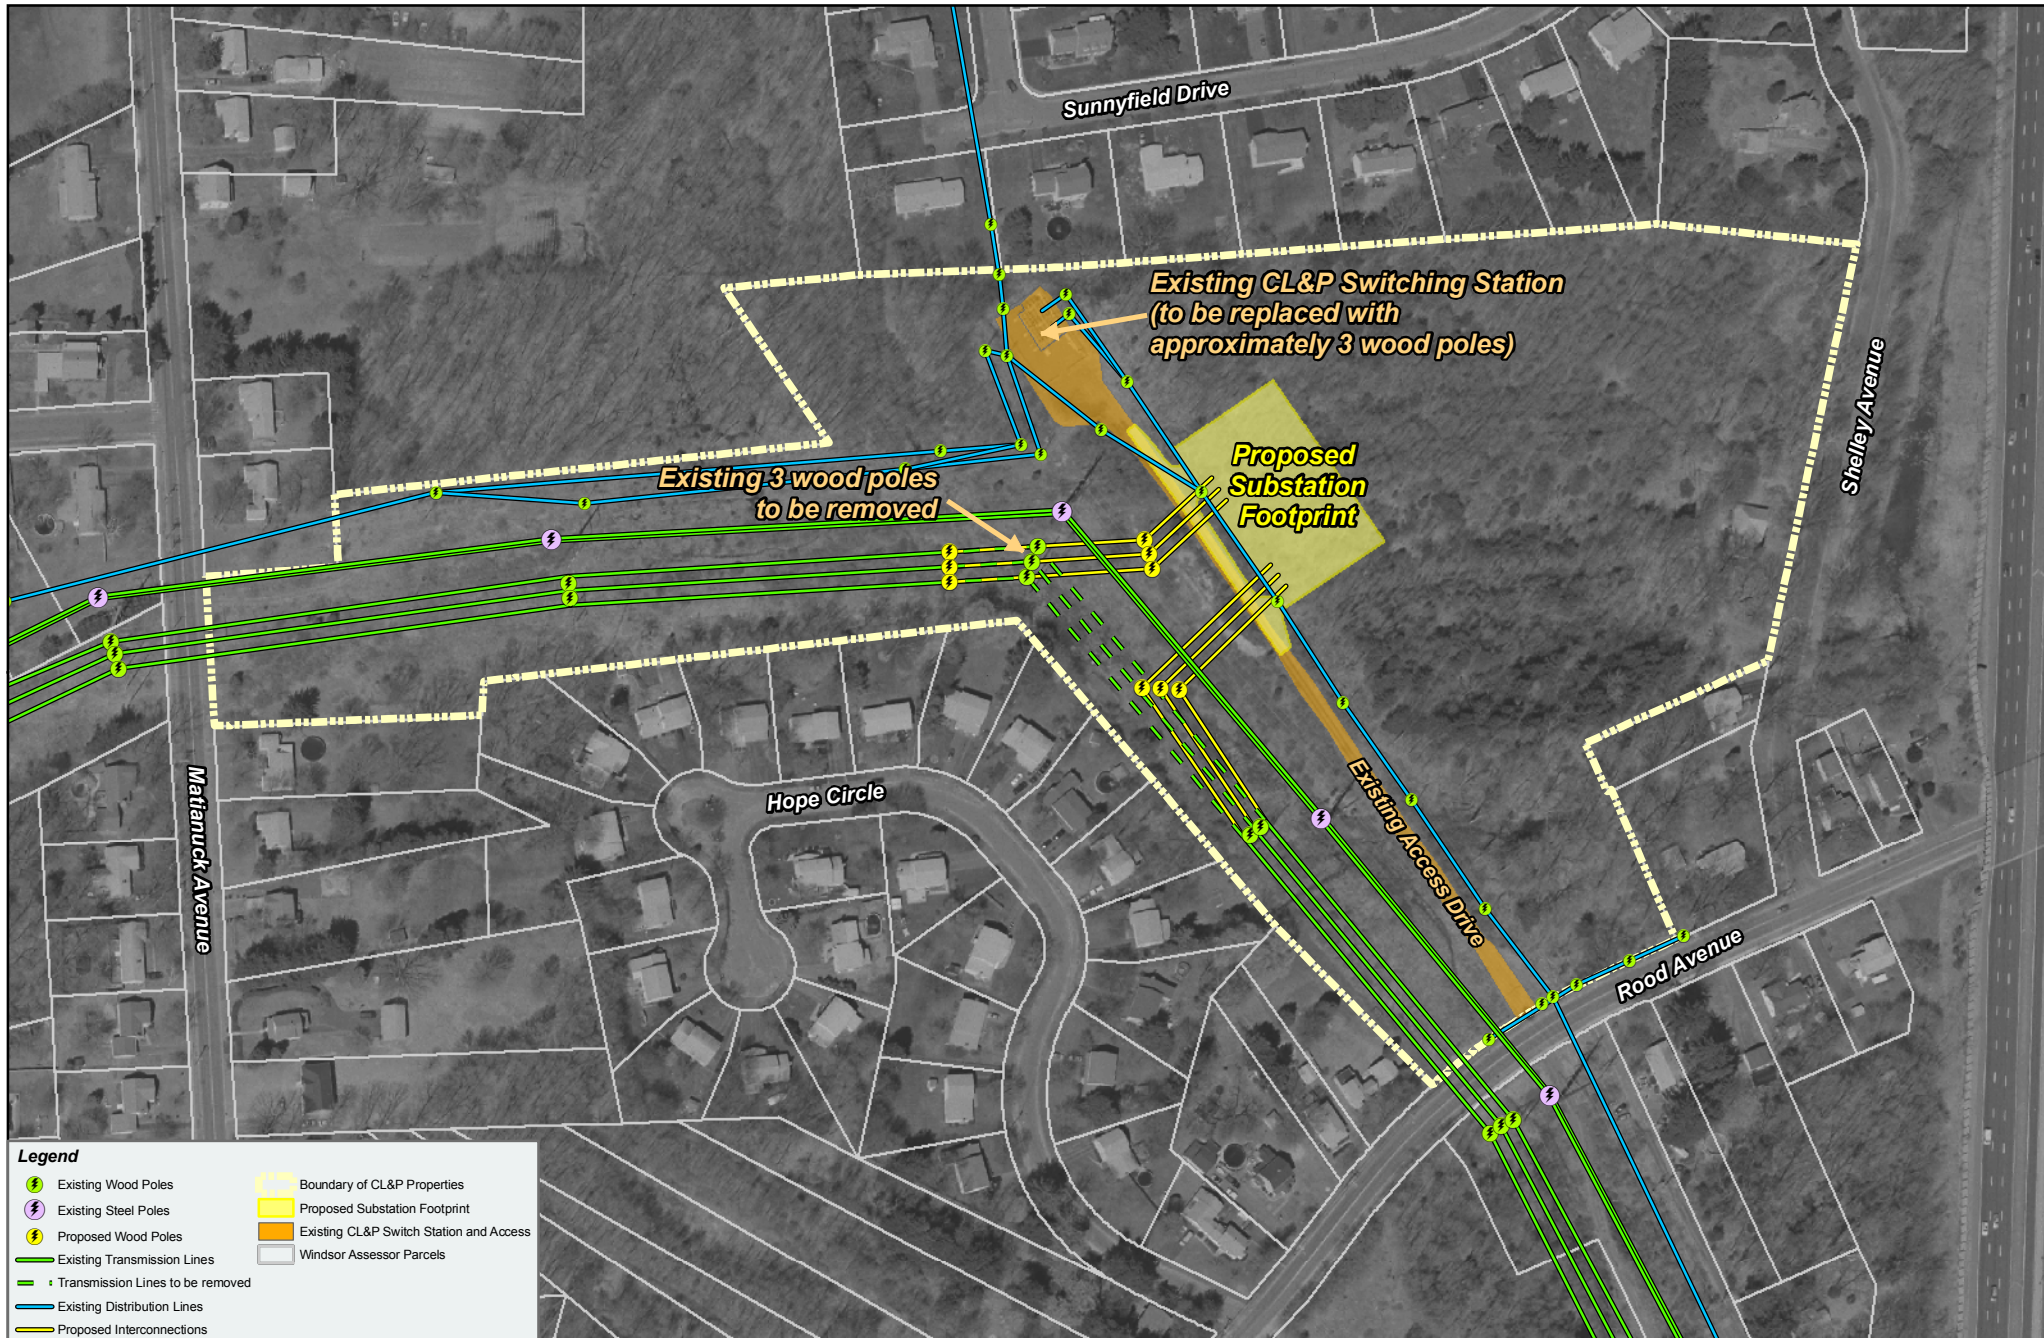 Sunnyfield Drive
Existing CL&P Switching Station
(to be replaced with
approximately 3 wood poles)
Shelley Avenue
Proposed
Substation
Footprint
Existing 3 wood poles
to be removed
Matianuck Avenue
Hope Circle
Existing Access Drive
Rood Avenue
Legend
Existing Wood Poles
Existing Steel Poles
Proposed Wood Poles
Existing Transmission Lines
Transmission Lines to be removed
Existing Distribution Lines
Proposed Interconnections
Boundary of CL&P Properties
Proposed Substation Footprint
Existing CL&P Switch Station and Access
Windsor Assessor Parcels